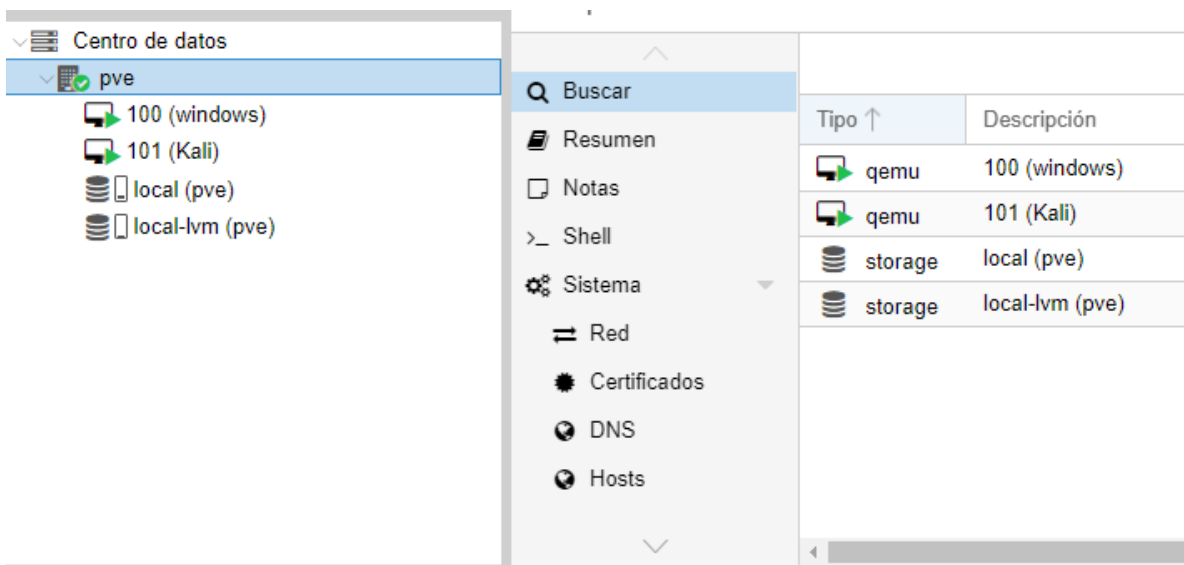 Centro de datos
pve
100 (windows)
101 (Kali)
local (pve)
local-lvm (pve)
Buscar
Resumen
Notas
>_ Shell
Sistema
Red
Certificados
DNS
Hosts
Tipo ↑ Descripción
qemu 100 (windows)
qemu 101 (Kali)
storage local (pve)
storage local-lvm (pve)